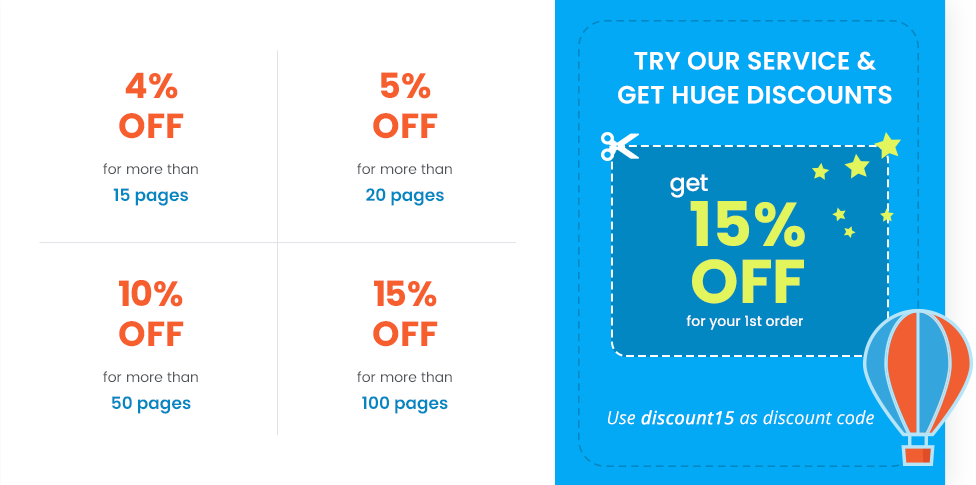 4%
OFF
for more than
15 pages
5%
OFF
for more than
20 pages
10%
OFF
for more than
50 pages
15%
OFF
for more than
100 pages
TRY OUR SERVICE &
GET HUGE DISCOUNTS
get
15%
OFF
for your 1st order
Use discount15 as discount code